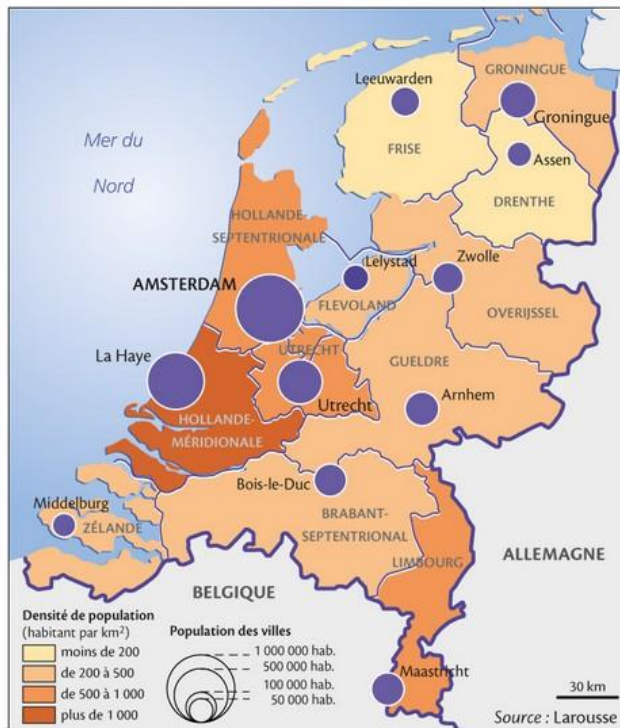 Leeuwarden
GRONINGUE
Groningue
Mer du
Nord
FRISE
Assen
DRENTHE
HOLLANDE-
SEPTENTRIONALE
Lelystad
Zwolle
AMSTERDAM
FLEVOLAND
OVERIJSSEL
La Haye
UTRECHT
GUELDRE
Utrecht
Arnhem
HOLLANDE-
MÉRIDIONALE
Bois-le-Duc
Middelburg
ZÉLANDE
BRABANT-
SEPTENTRIONAL
LIMBOURG
ALLEMAGNE
BELGIQUE
Densité de population
(habitant par km²)
moins de 200
de 200 à 500
de 500 à 1 000
plus de 1 000
Population des villes
1 000 000 hab.
500 000 hab.
100 000 hab.
50 000 hab.
Maastricht
30 km
Source : Larousse